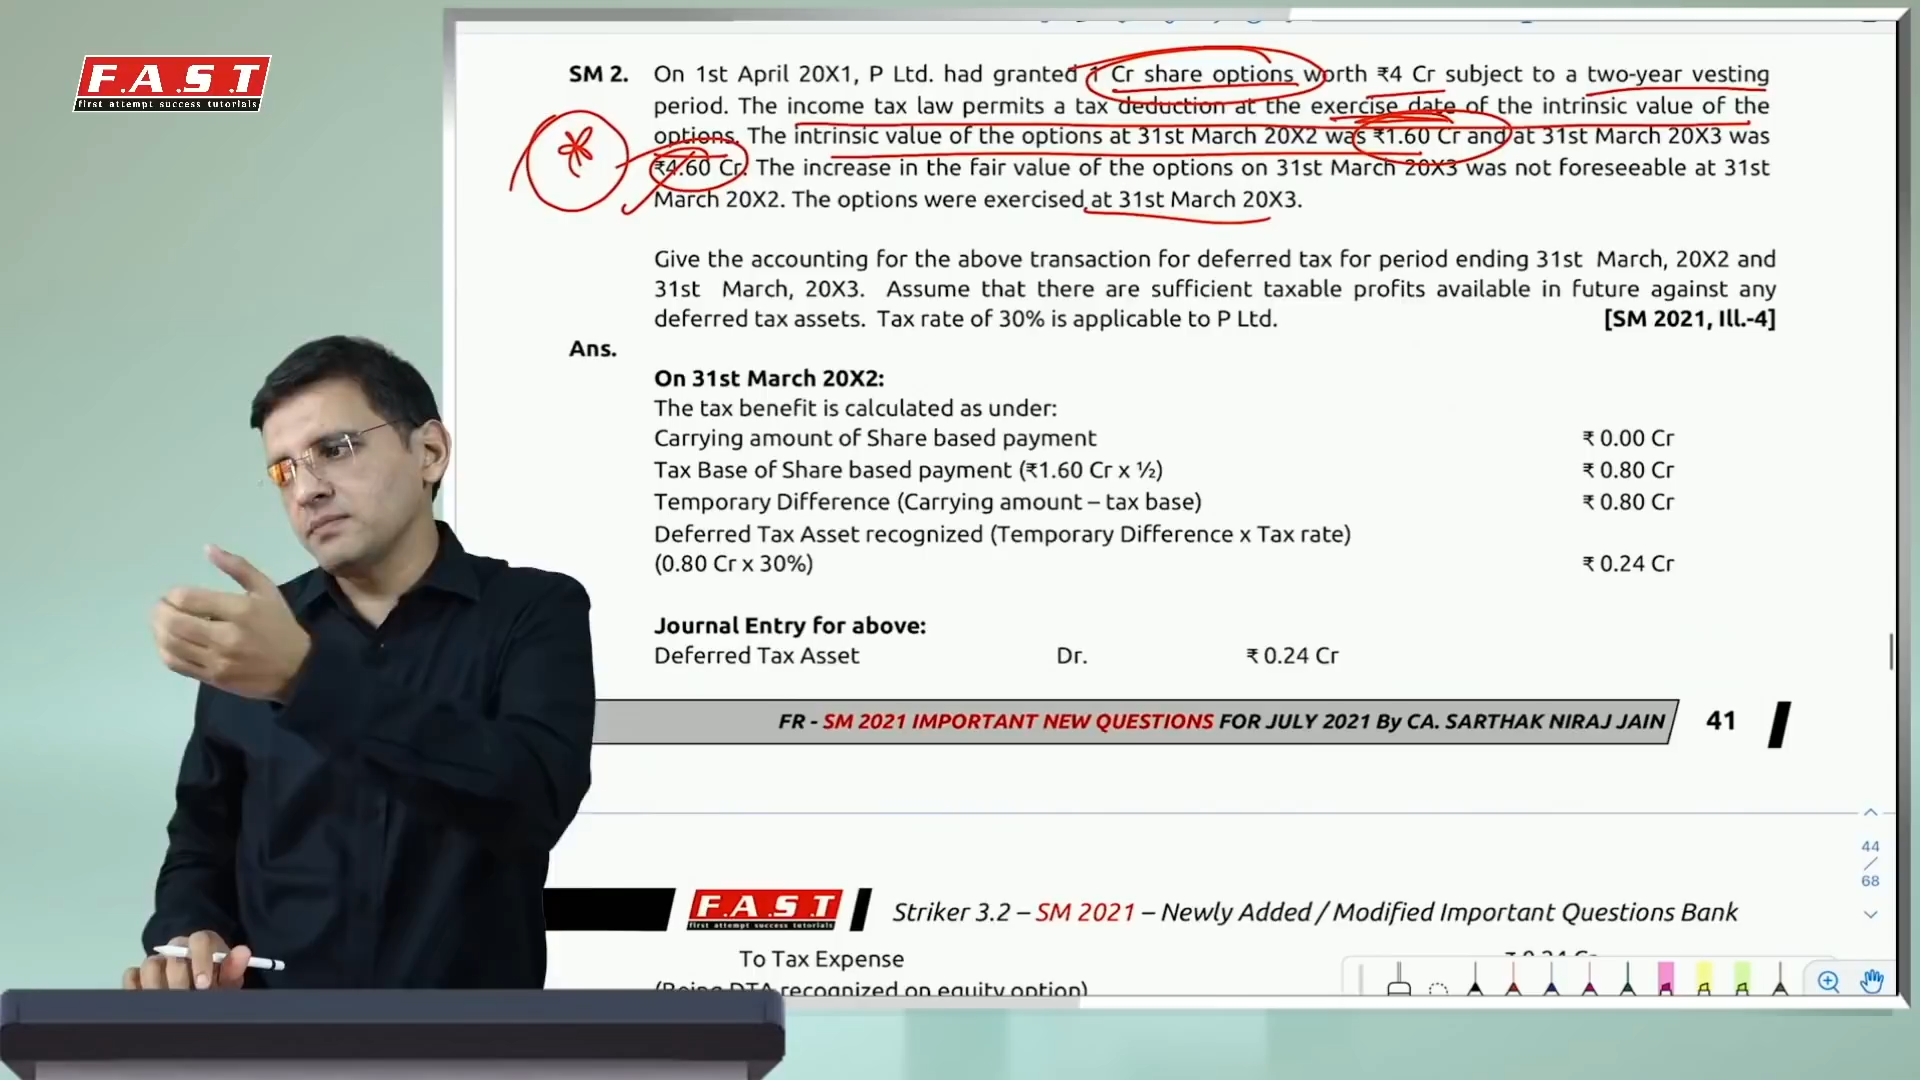 F.A.S.T
first attempt success tutorials
SM 2. On 1st April 20X1, P Ltd. had granted 1 Cr share options worth ₹4 Cr subject to a two-year vesting
period. The income tax law permits a tax deduction at the exercise date of the intrinsic value of the
options. The intrinsic value of the options at 31st March 20X2 was ₹1.60 Cr and at 31st March 20X3 was
₹4.60 Cr. The increase in the fair value of the options on 31st March 20X3 was not foreseeable at 31st
March 20X2. The options were exercised at 31st March 20X3.
Give the accounting for the above transaction for deferred tax for period ending 31st March, 20X2 and
31st March, 20X3. Assume that there are sufficient taxable profits available in future against any
deferred tax assets. Tax rate of 30% is applicable to P Ltd. [SM 2021, Ill.-4]
Ans.
On 31st March 20X2:
The tax benefit is calculated as under:
Carrying amount of Share based payment ₹ 0.00 Cr
Tax Base of Share based payment (₹1.60 Cr x ½) ₹ 0.80 Cr
Temporary Difference (Carrying amount – tax base) ₹ 0.80 Cr
Deferred Tax Asset recognized (Temporary Difference x Tax rate)
(0.80 Cr x 30%) ₹ 0.24 Cr
Journal Entry for above:
Deferred Tax Asset Dr. ₹ 0.24 Cr
FR - SM 2021 IMPORTANT NEW QUESTIONS FOR JULY 2021 By CA. SARTHAK NIRAJ JAIN 41
44
/
68
F.A.S.T
first attempt success tutorials
Striker 3.2 – SM 2021 – Newly Added / Modified Important Questions Bank
To Tax Expense
(Being DTA recognized on equity option)